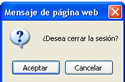 Mensaje de página web
¿Desea cerrar la sesión?
Aceptar
Cancelar